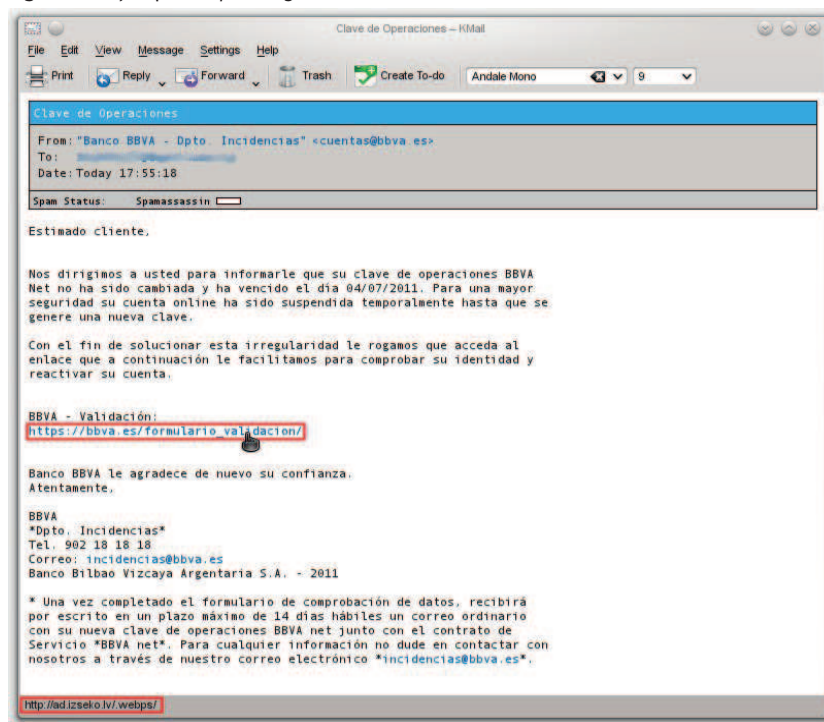 Clave de Operaciones – KMail
File Edit View Message Settings Help
Print Reply Forward Trash Create To-do Andale Mono 9
Clave de Operaciones
From: "Banco BBVA - Dpto. Incidencias" <cuentas@bbva.es>
To:
Date: Today 17:55:18
Spam Status: Spamassassin
Estimado cliente,
Nos dirigimos a usted para informarle que su clave de operaciones BBVA
Net no ha sido cambiada y ha vencido el día 04/07/2011. Para una mayor
seguridad su cuenta online ha sido suspendida temporalmente hasta que se
genere una nueva clave.
Con el fin de solucionar esta irregularidad le rogamos que acceda al
enlace que a continuación le facilitamos para comprobar su identidad y
reactivar su cuenta.
BBVA - Validación:
https://bbva.es/formulario_validacion/
Banco BBVA le agradece de nuevo su confianza.
Atentamente,
BBVA
*Dpto. Incidencias*
Tel. 902 18 18 18
Correo: incidencias@bbva.es
Banco Bilbao Vizcaya Argentaria S.A. - 2011
* Una vez completado el formulario de comprobación de datos, recibirá
por escrito en un plazo máximo de 14 días hábiles un correo ordinario
con su nueva clave de operaciones BBVA net junto con el contrato de
Servicio *BBVA net*. Para cualquier información no dude en contactar con
nosotros a través de nuestro correo electrónico *incidencias@bbva.es*.
http://ad.izseko.lv/.webps/